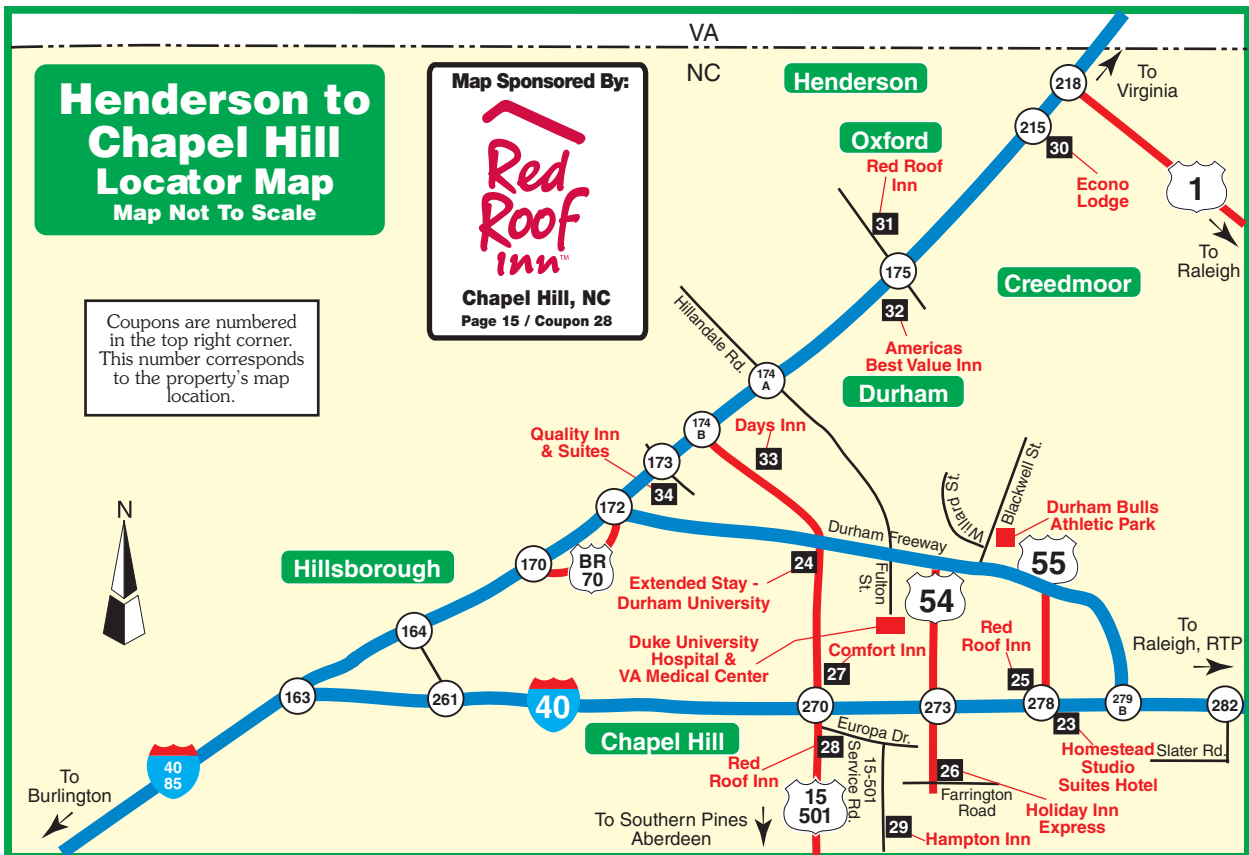 VA
NC
Henderson to
Chapel Hill
Locator Map
Map Not To Scale
Map Sponsored By:
Red
Roof
Inn™
Chapel Hill, NC
Page 15 / Coupon 28
Coupons are numbered
in the top right corner.
This number corresponds
to the property's map
location.
Henderson
218
To
Virginia
215
30
Econo
Lodge
1
To
Raleigh
Oxford
Red Roof
Inn
31
175
Creedmoor
32
Americas
Best Value Inn
Hillandale Rd.
174
A
Durham
174
B
Days Inn
33
Quality Inn
& Suites
173
34
172
N
Hillsborough
170
BR
70
Durham Freeway
Willard St.
Blackwell St.
Durham Bulls
Athletic Park
55
24
Extended Stay -
Durham University
Fulton
St.
54
164
Duke University
Hospital &
VA Medical Center
Comfort Inn
27
Red
Roof Inn
25
To
Raleigh, RTP
163
261
40
270
273
278
279
B
282
Chapel Hill
Europa Dr.
28
Red
Roof Inn
15-501
Service Rd.
23
Homestead
Studio
Suites Hotel
Slater Rd.
26
Farrington
Road
Holiday Inn
Express
40
85
To
Burlington
15
501
To Southern Pines
Aberdeen
29
Hampton Inn